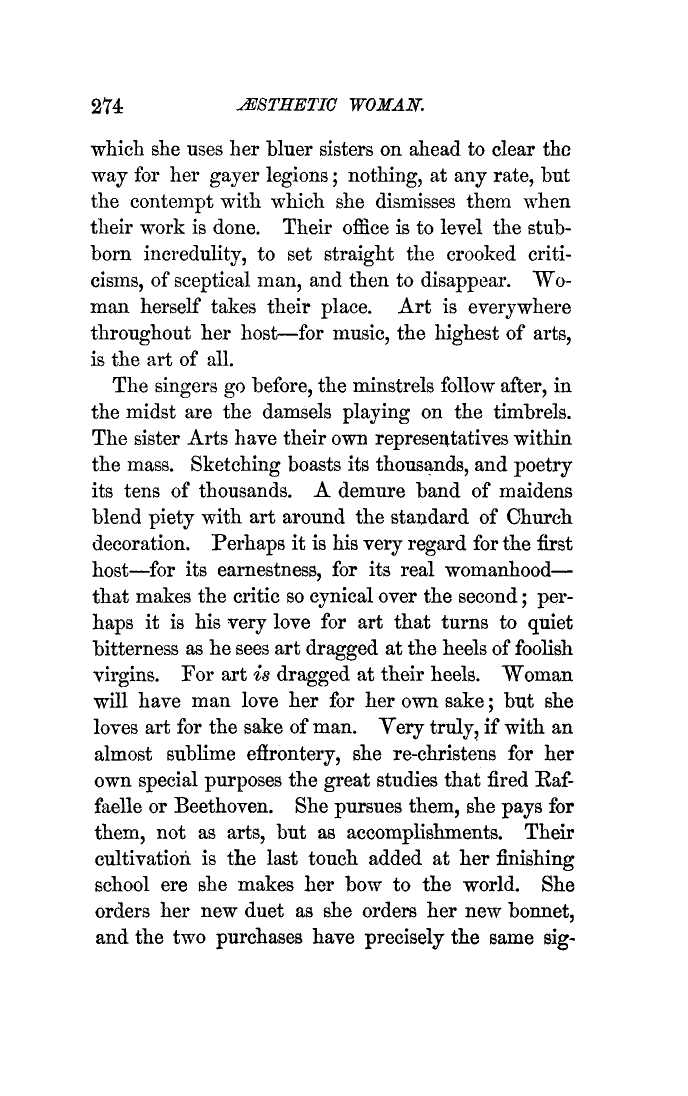 274 ÆSTHETIC WOMAN.
which she uses her bluer sisters on ahead to clear the
way for her gayer legions; nothing, at any rate, but
the contempt with which she dismisses them when
their work is done. Their office is to level the stub-
born incredulity, to set straight the crooked criti-
cisms, of sceptical man, and then to disappear. Wo-
man herself takes their place. Art is everywhere
throughout her host—for music, the highest of arts,
is the art of all.
The singers go before, the minstrels follow after, in
the midst are the damsels playing on the timbrels.
The sister Arts have their own representatives within
the mass. Sketching boasts its thousands, and poetry
its tens of thousands. A demure band of maidens
blend piety with art around the standard of Church
decoration. Perhaps it is his very regard for the first
host—for its earnestness, for its real womanhood—
that makes the critic so cynical over the second; per-
haps it is his very love for art that turns to quiet
bitterness as he sees art dragged at the heels of foolish
virgins. For art is dragged at their heels. Woman
will have man love her for her own sake; but she
loves art for the sake of man. Very truly, if with an
almost sublime effrontery, she re-christens for her
own special purposes the great studies that fired Raf-
faelle or Beethoven. She pursues them, she pays for
them, not as arts, but as accomplishments. Their
cultivation is the last touch added at her finishing
school ere she makes her bow to the world. She
orders her new duet as she orders her new bonnet,
and the two purchases have precisely the same sig-